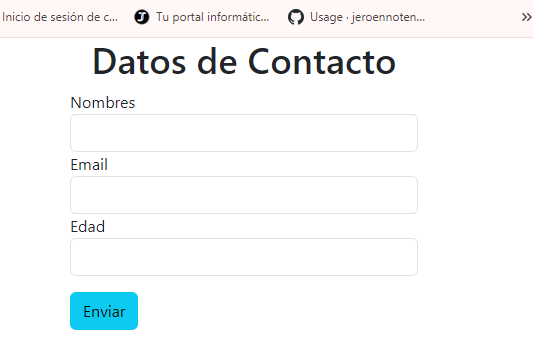 Inicio de sesión de c... Tu portal informátic... Usage · jeroennoten...
Datos de Contacto
Nombres
Email
Edad
Enviar